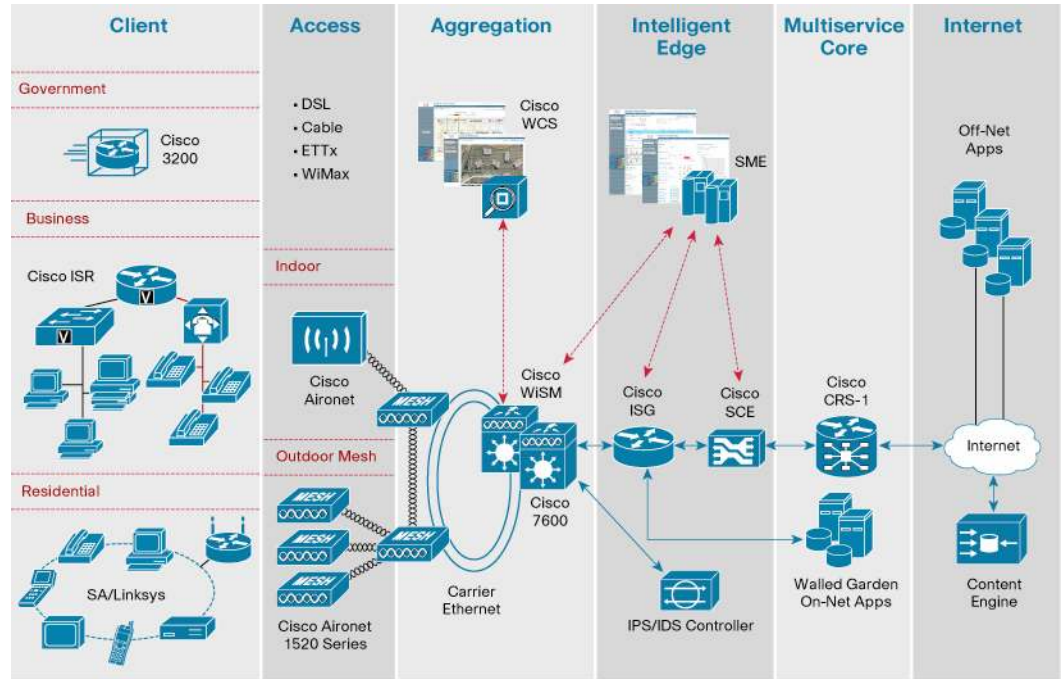 Client
Access
Aggregation
Intelligent
Edge
Multiservice
Core
Internet
Government
Cisco
3200
Business
Cisco ISR
V
V
Residential
SA/Linksys
• DSL
• Cable
• ETTx
• WiMax
Indoor
Cisco
Aironet
Outdoor Mesh
MESH
MESH
MESH
Cisco Aironet
1520 Series
Cisco
WCS
MESH
MESH
Carrier
Ethernet
Cisco
WiSM
Cisco
7600
SME
Cisco
ISG
Cisco
SCE
IPS/IDS Controller
Cisco
CRS-1
Walled Garden
On-Net Apps
Off-Net
Apps
Internet
Content
Engine